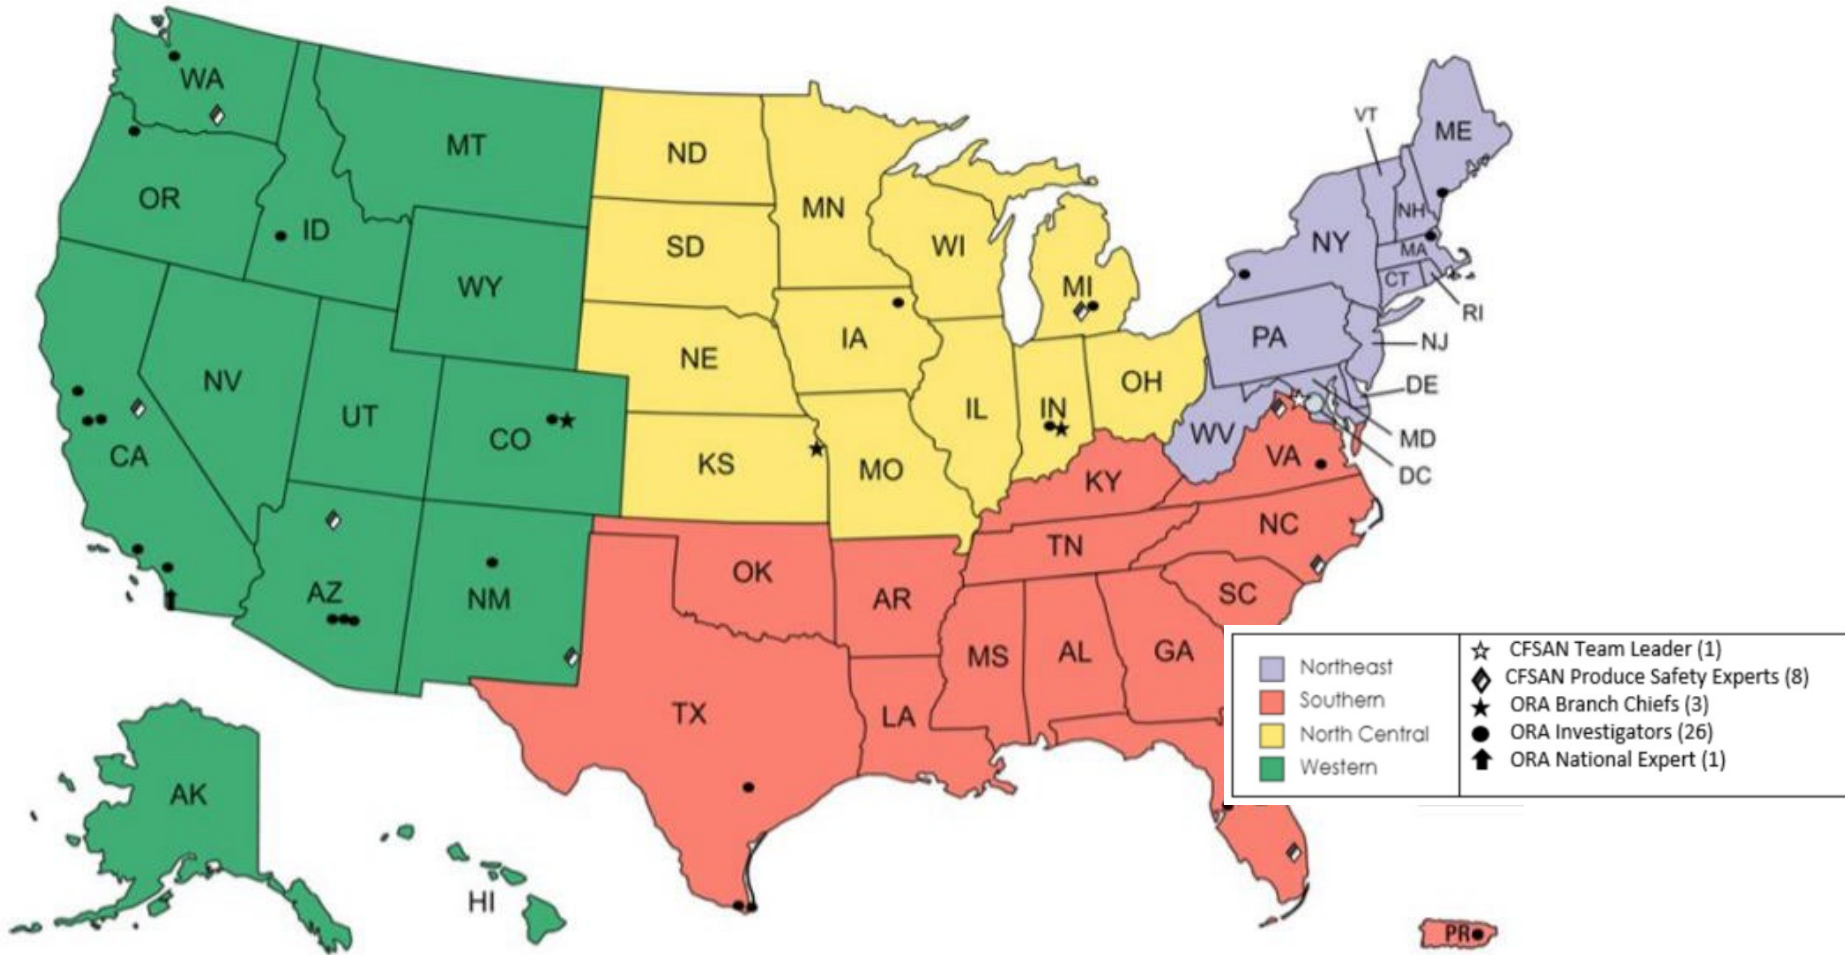 WA
MT
ND
MN
VT
ME
OR
ID
WY
SD
WI
MI
NY
NH
MA
CT
RI
NV
UT
CO
NE
IA
IL
IN
OH
PA
NJ
DE
MD
DC
CA
KS
MO
KY
WV
VA
AZ
NM
OK
AR
TN
NC
SC
TX
LA
MS
AL
GA
AK
HI
PR
Northeast
Southern
North Central
Western
CFSAN Team Leader (1)
CFSAN Produce Safety Experts (8)
ORA Branch Chiefs (3)
ORA Investigators (26)
ORA National Expert (1)